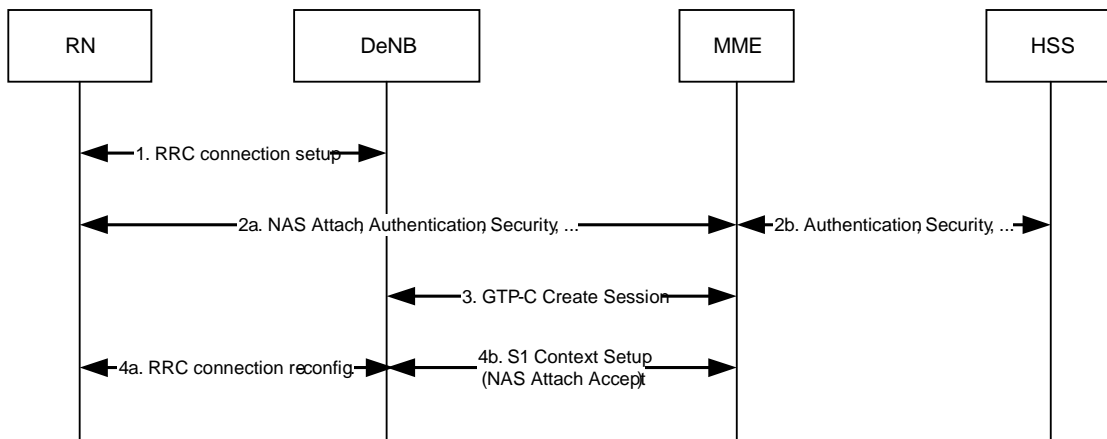 RN
DeNB
MME
HSS
1. RRC connection setup
2a. NAS Attach, Authentication, Security, ...
2b. Authentication, Security, ...
3. GTP-C Create Session
4a. RRC connection reconfig.
4b. S1 Context Setup
(NAS Attach Accept)